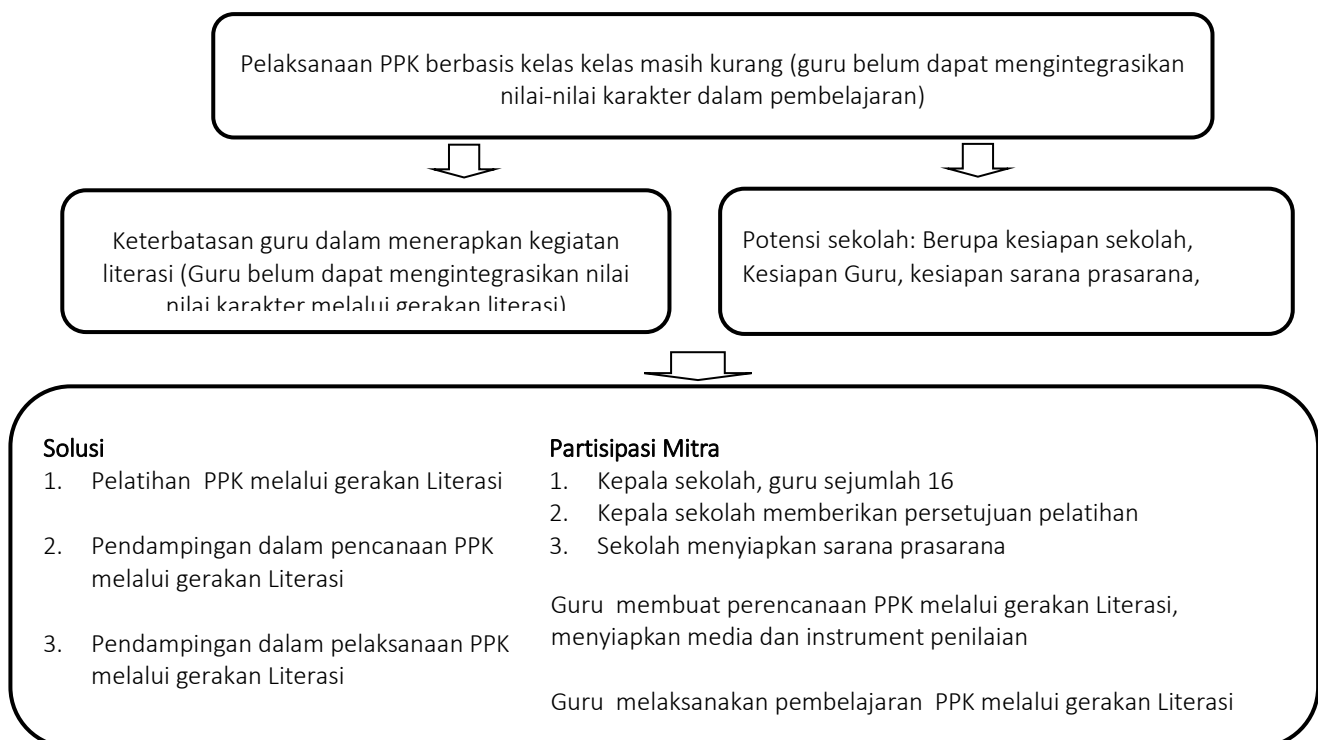 Pelaksanaan PPK berbasis kelas kelas masih kurang (guru belum dapat mengintegrasikan
nilai-nilai karakter dalam pembelajaran)
Keterbatasan guru dalam menerapkan kegiatan
literasi (Guru belum dapat mengintegrasikan nilai
nilai karakter melalui gerakan literasi)
Potensi sekolah: Berupa kesiapan sekolah,
Kesiapan Guru, kesiapan sarana prasarana,
Solusi
1. Pelatihan PPK melalui gerakan Literasi
2. Pendampingan dalam pencanaan PPK
melalui gerakan Literasi
3. Pendampingan dalam pelaksanaan PPK
melalui gerakan Literasi
Partisipasi Mitra
1. Kepala sekolah, guru sejumlah 16
2. Kepala sekolah memberikan persetujuan pelatihan
3. Sekolah menyiapkan sarana prasarana
Guru membuat perencanaan PPK melalui gerakan Literasi,
menyiapkan media dan instrument penilaian
Guru melaksanakan pembelajaran PPK melalui gerakan Literasi